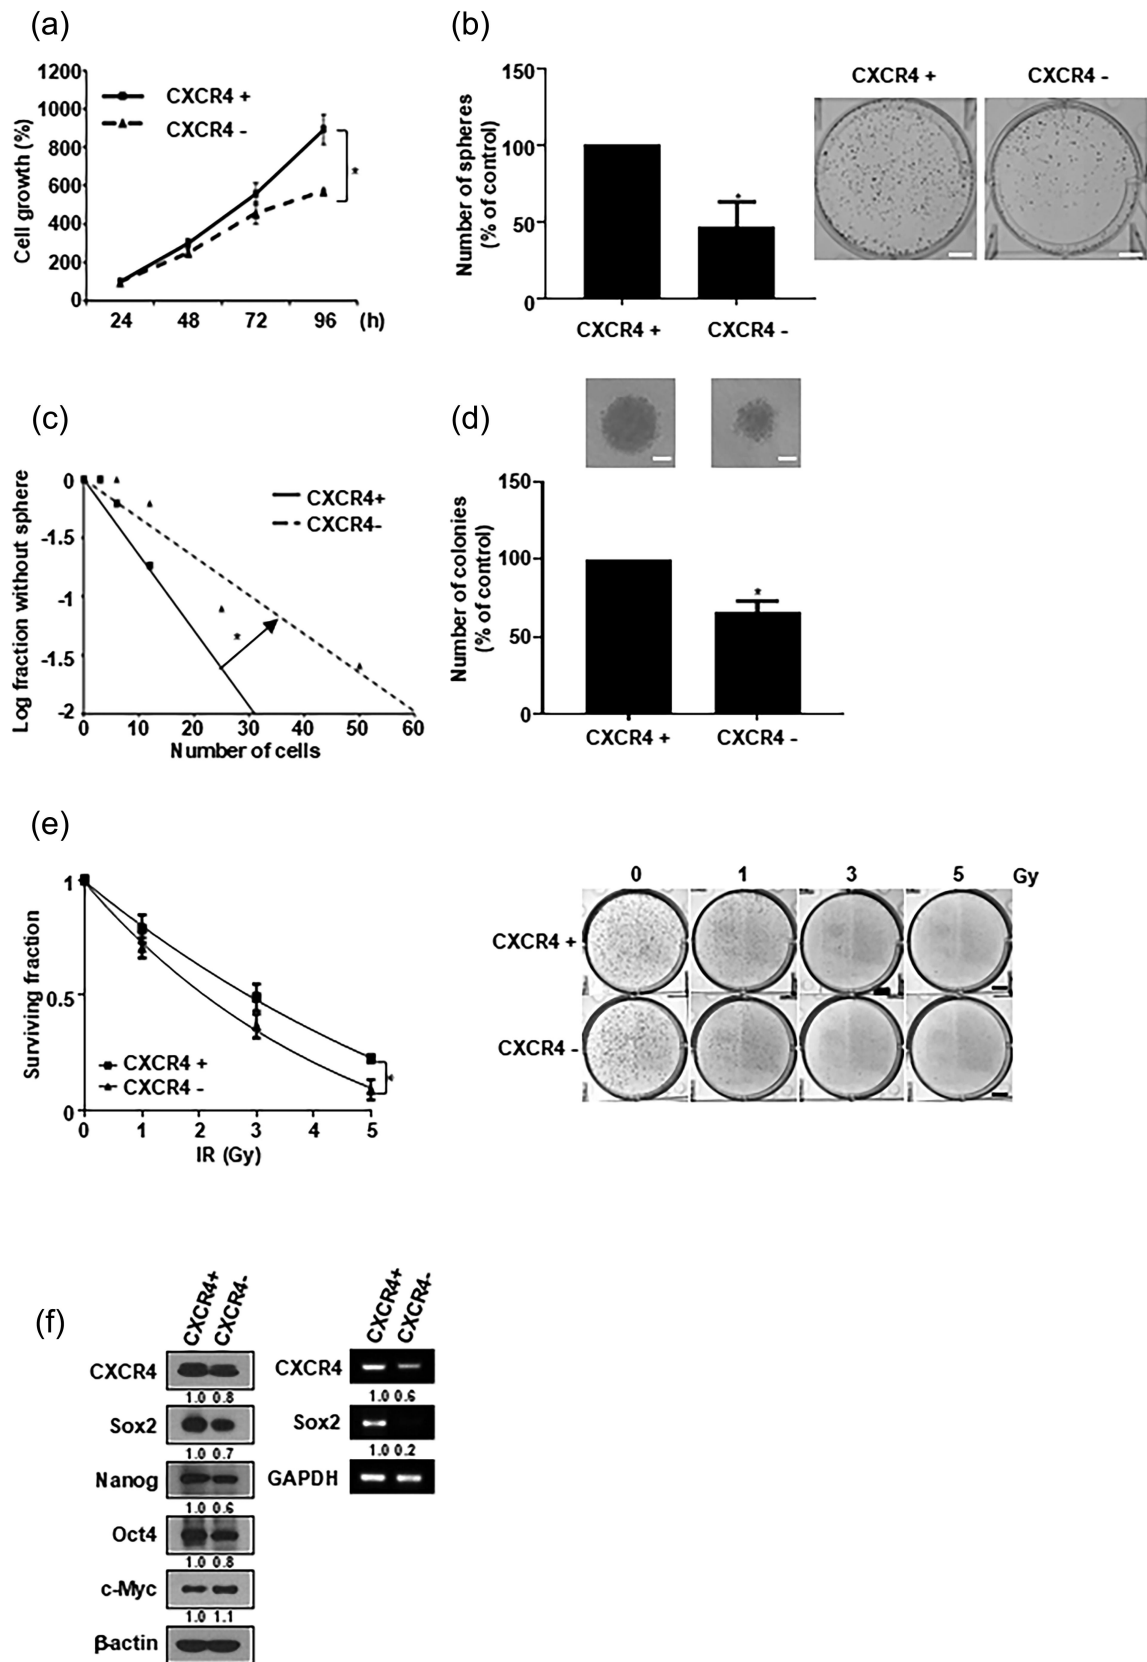 (a)
1200
1000
800
600
400
200
0
Cell growth (%)
CXCR4 +
CXCR4 -
*
24 48 72 96 (h)
(b)
150
100
50
0
Number of spheres
(% of control)
*
CXCR4 + CXCR4 -
CXCR4 + CXCR4 -
(c)
0
-1.5
-1
-1.5
-2
Log fraction without sphere
CXCR4+
CXCR4-
*
0 10 20 30 40 50 60
Number of cells
(d)
150
100
50
0
Number of colonies
(% of control)
*
CXCR4 + CXCR4 -
(e)
1
0.5
0
Surviving fraction
CXCR4 +
CXCR4 -
*
0 1 2 3 4 5
IR (Gy)
0 1 3 5 Gy
CXCR4 +
CXCR4 -
(f)
CXCR4+ CXCR4-
CXCR4
1.0 0.8
Sox2
1.0 0.7
Nanog
1.0 0.6
Oct4
1.0 0.8
c-Myc
1.0 1.1
β-actin
CXCR4+ CXCR4-
CXCR4
1.0 0.6
Sox2
1.0 0.2
GAPDH